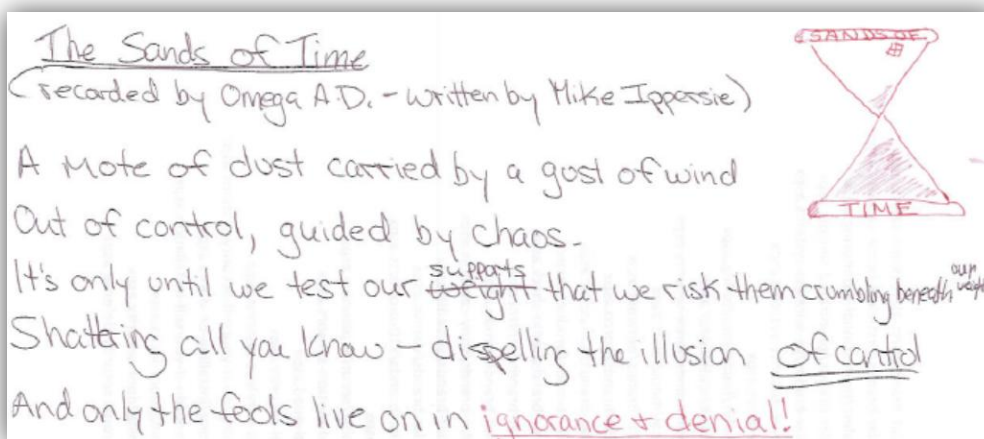 The Sands of Time
SANDS OF
(recorded by Omega A.D. - written by Mike Ippersie)
A mote of dust carried by a gust of wind
TIME
Out of control, guided by chaos-
It's only until we test our weight supports that we risk them crumbling beneath our weight
Shattering all you know - dispelling the illusion of control
And only the fools live on in ignorance + denial!